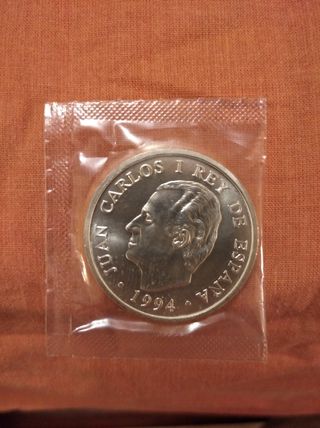 JUAN CARLOS I REY DE ESPAÑA
· 1994 ·